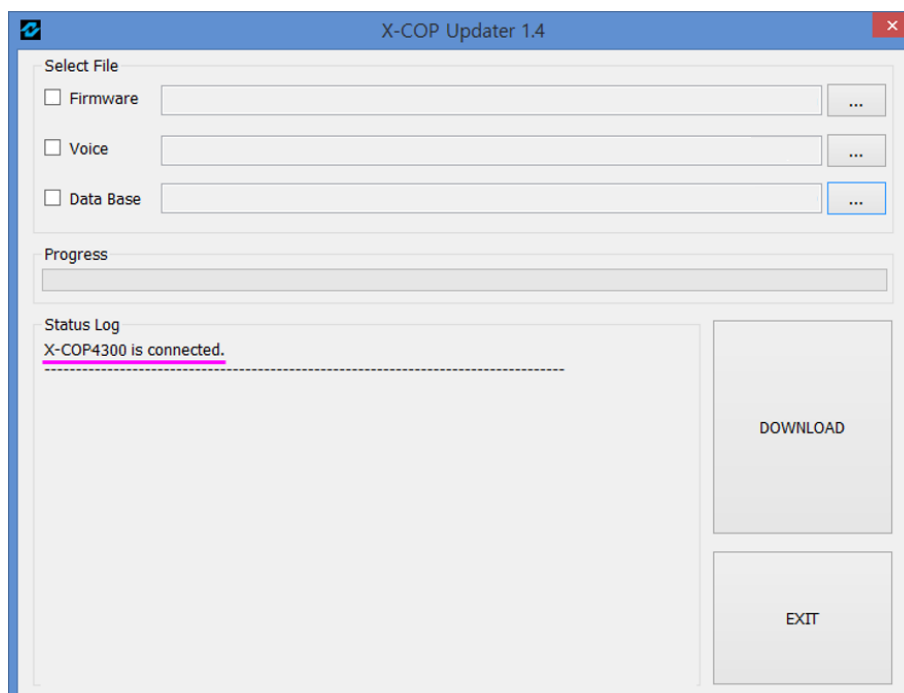 X-COP Updater 1.4
Select File
Firmware ...
Voice ...
Data Base ...
Progress
Status Log
X-COP4300 is connected.
-----------------------------------------------------------------------------------
DOWNLOAD
EXIT